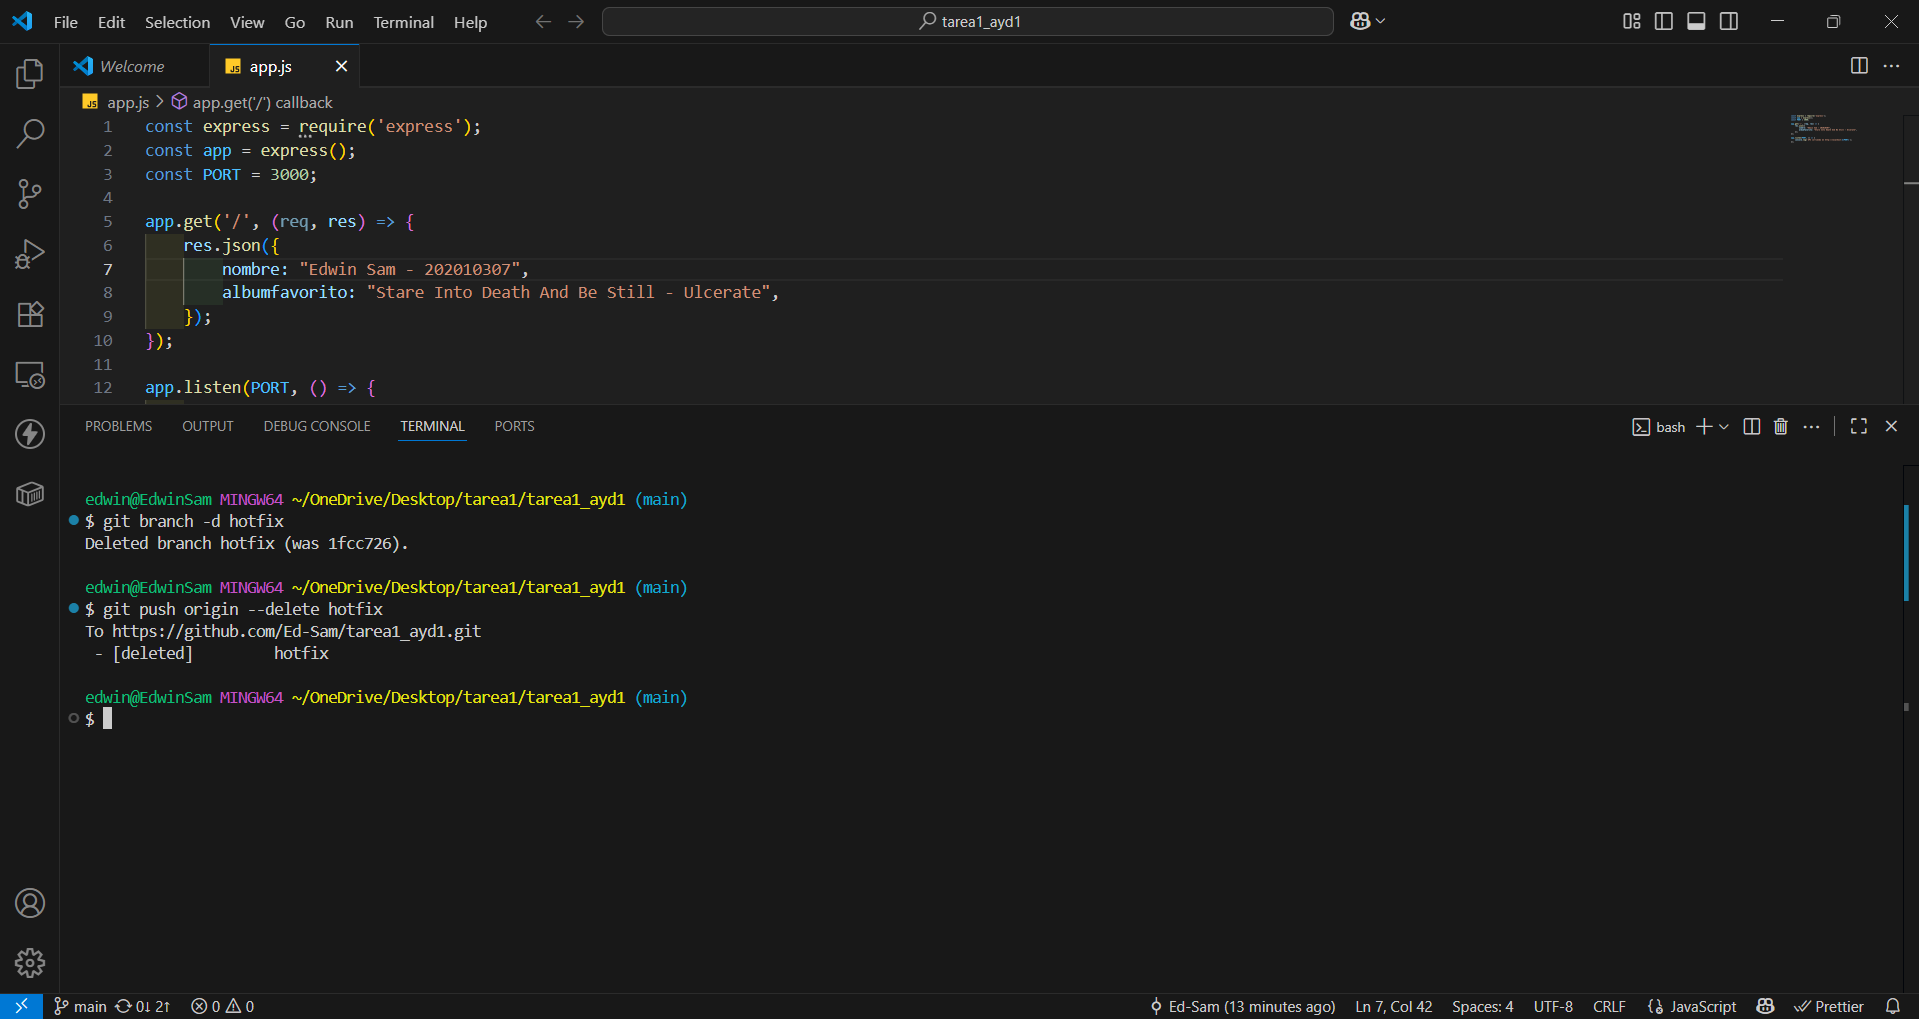 File Edit Selection View Go Run Terminal Help tarea1_ayd1
Welcome app.js
app.js > app.get('/') callback
1 const express = require('express');
2 const app = express();
3 const PORT = 3000;
4
5 app.get('/', (req, res) => {
6 res.json({
7 nombre: "Edwin Sam - 202010307",
8 albumfavorito: "Stare Into Death And Be Still - Ulcerate",
9 });
10 });
11
12 app.listen(PORT, () => {
PROBLEMS OUTPUT DEBUG CONSOLE TERMINAL PORTS bash
edwin@EdwinSam MINGW64 ~/OneDrive/Desktop/tarea1/tarea1_ayd1 (main)
$ git branch -d hotfix
Deleted branch hotfix (was 1fcc726).
edwin@EdwinSam MINGW64 ~/OneDrive/Desktop/tarea1/tarea1_ayd1 (main)
$ git push origin --delete hotfix
To https://github.com/Ed-Sam/tarea1_ayd1.git
- [deleted] hotfix
edwin@EdwinSam MINGW64 ~/OneDrive/Desktop/tarea1/tarea1_ayd1 (main)
$
main 0↓ 2↑ 0 0 Ed-Sam (13 minutes ago) Ln 7, Col 42 Spaces: 4 UTF-8 CRLF JavaScript Prettier